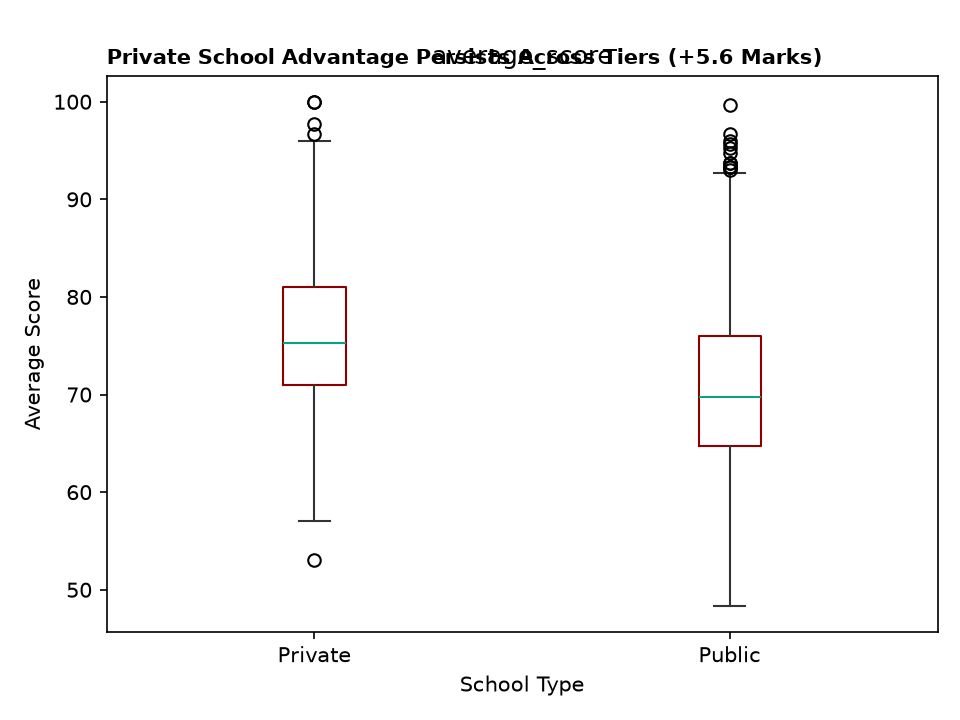 Private School Advantage Persists Across Tiers (+5.6 Marks)
average_score
100
90
80
70
60
50
Average Score
Private
Public
School Type